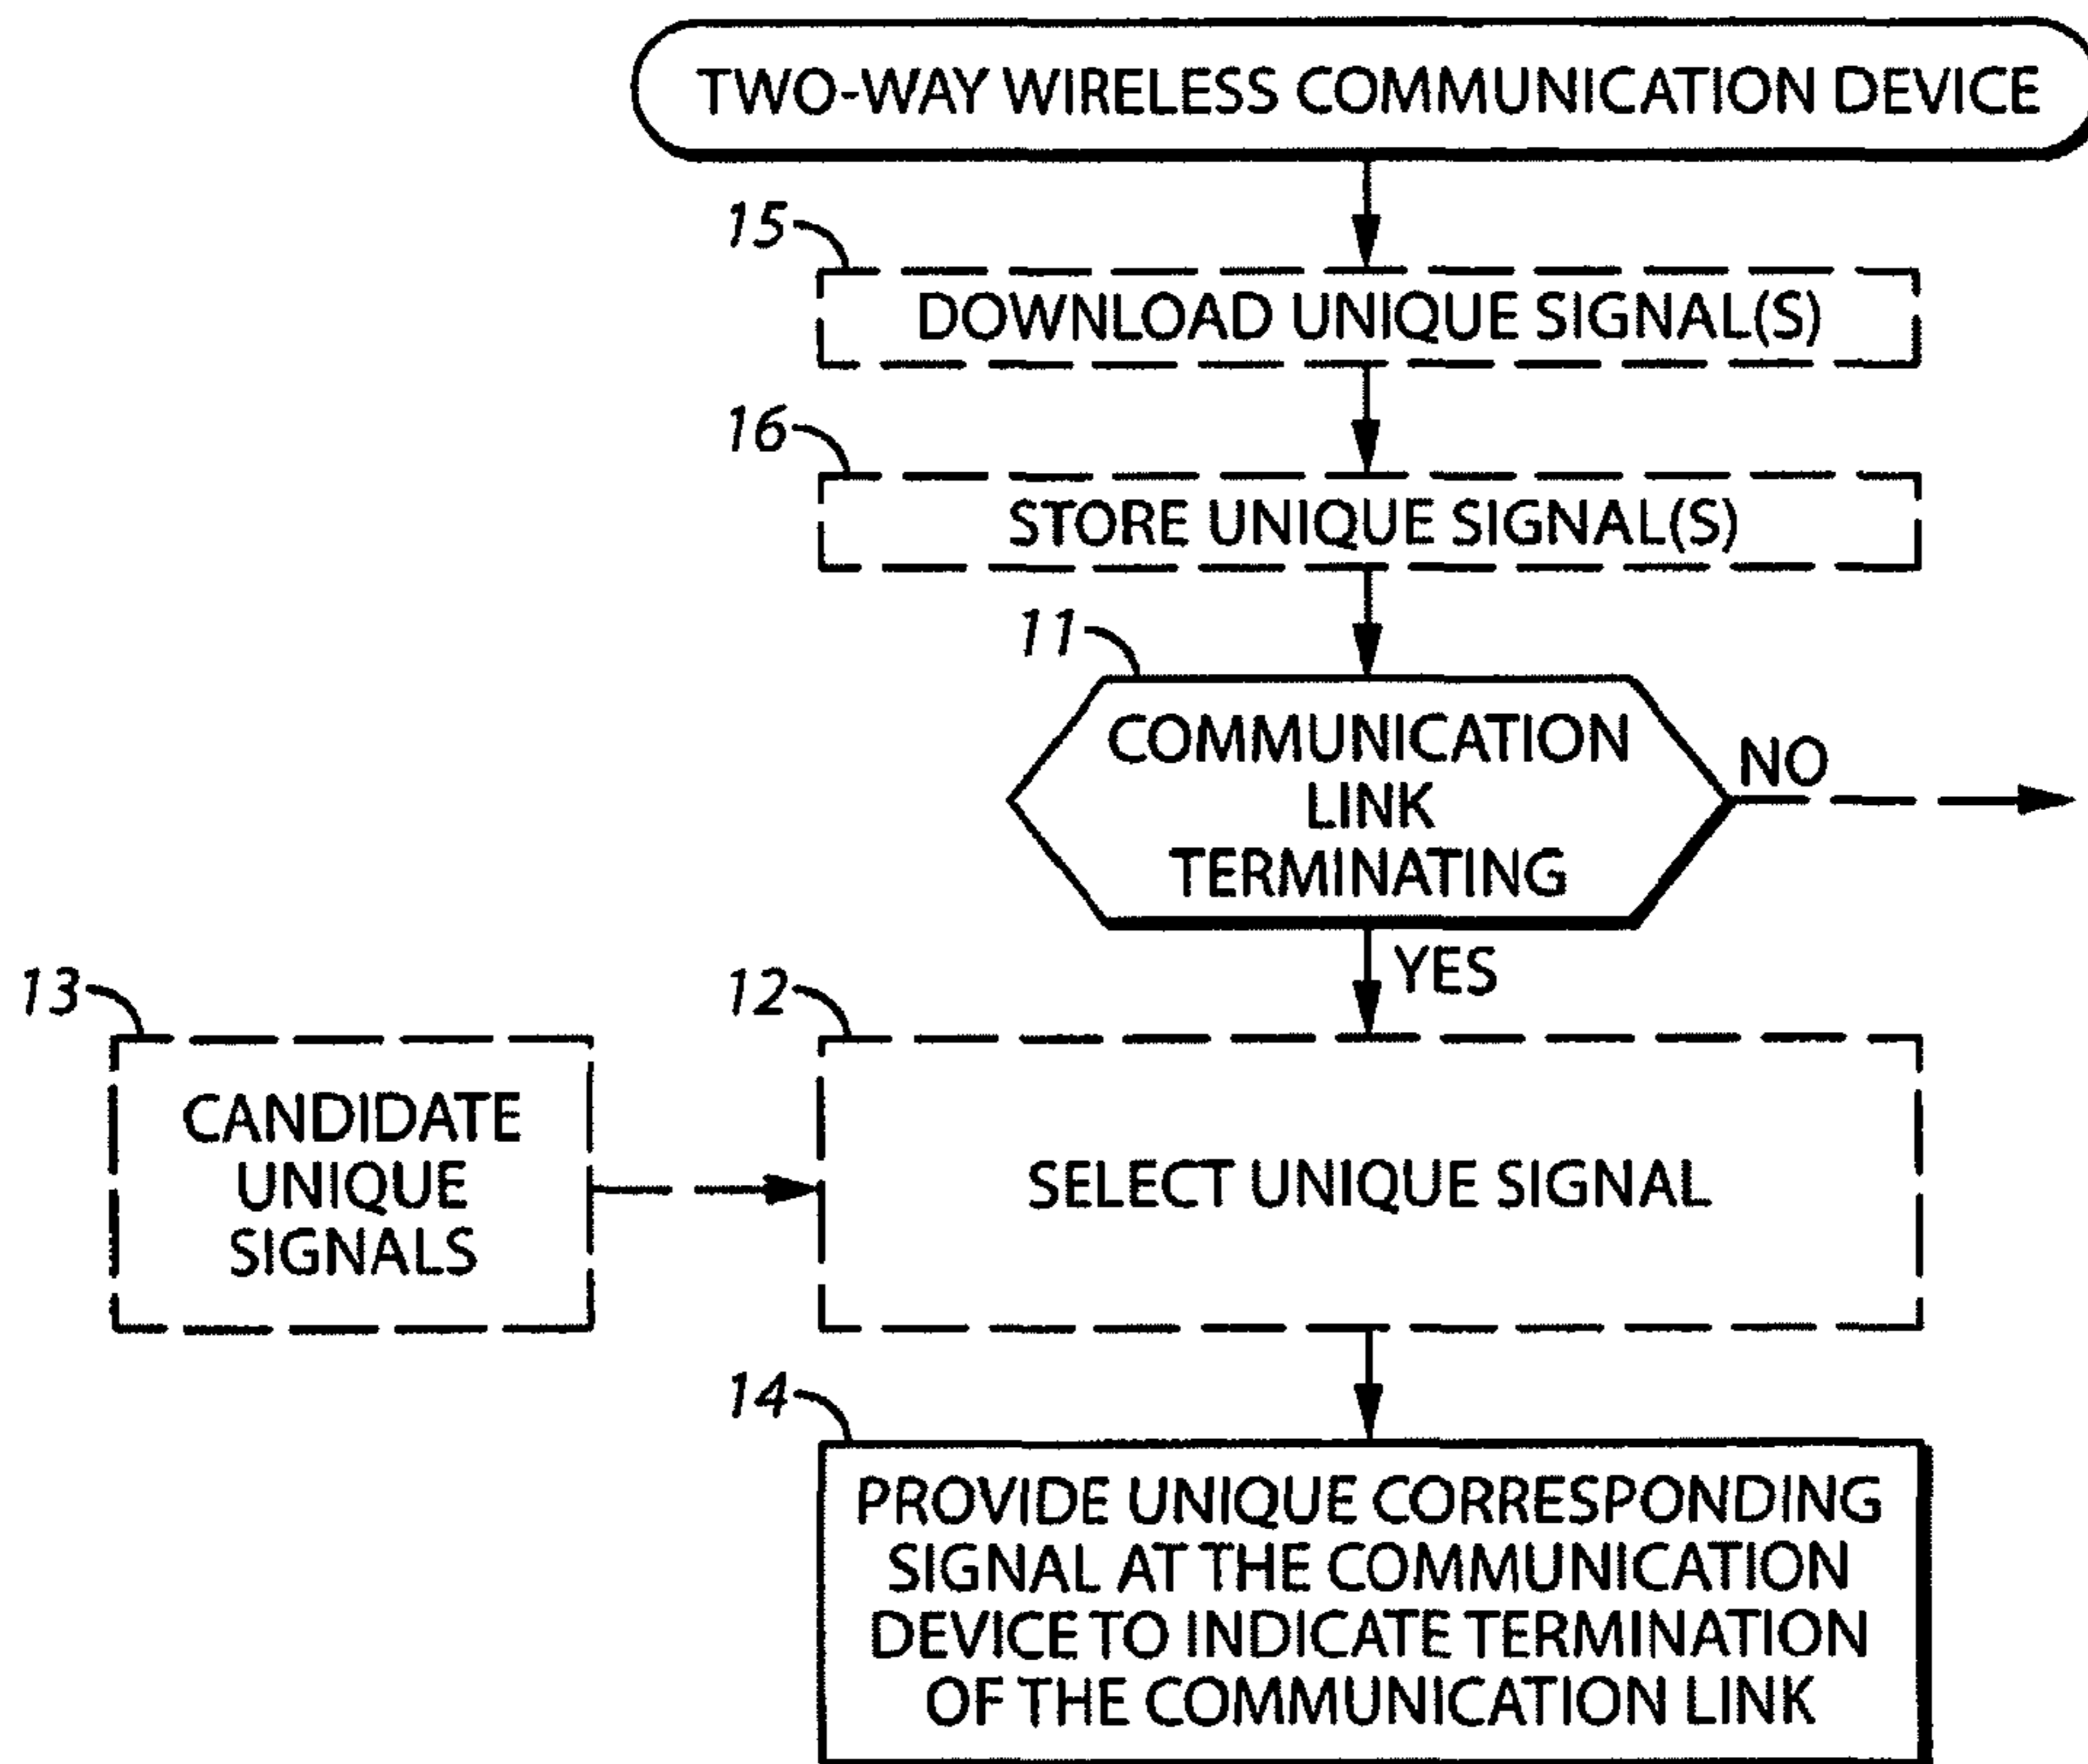 TWO-WAY WIRELESS COMMUNICATION DEVICE
15
DOWNLOAD UNIQUE SIGNAL(S)
16
STORE UNIQUE SIGNAL(S)
11
COMMUNICATION
LINK
TERMINATING
NO
YES
13
CANDIDATE
UNIQUE
SIGNALS
12
SELECT UNIQUE SIGNAL
14
PROVIDE UNIQUE CORRESPONDING
SIGNAL AT THE COMMUNICATION
DEVICE TO INDICATE TERMINATION
OF THE COMMUNICATION LINK